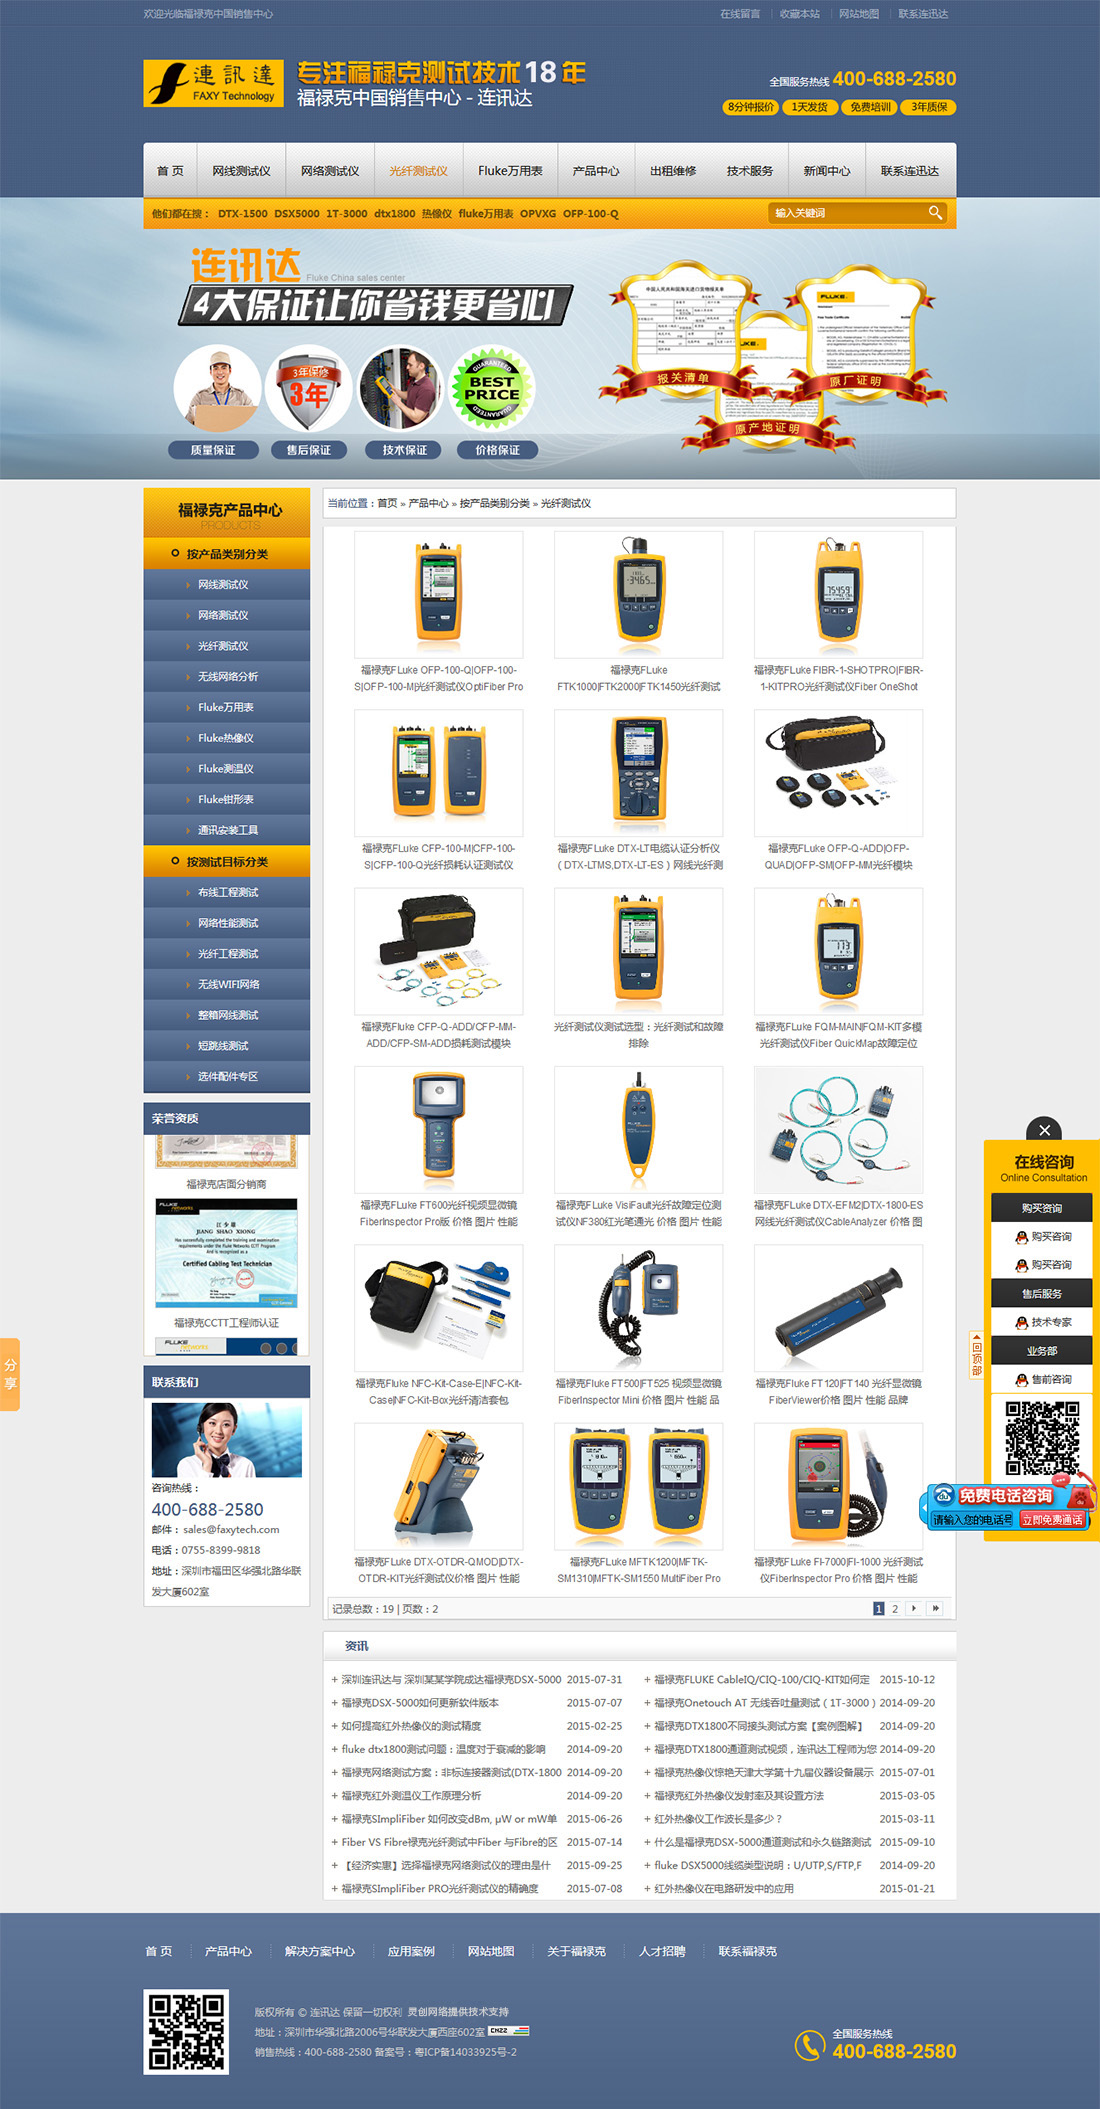 欢迎光临福禄克中国销售中心
在线留言 收藏本站 网站地图 联系连迅达
連訊達
FAXY Technology
专注福禄克测试技术18年
福禄克中国销售中心 - 连讯达
全国服务热线 400-688-2580
8分钟报价 1天发货 免费培训 3年质保
首 页 网线测试仪 网络测试仪 光纤测试仪 Fluke万用表 产品中心 出租维修 技术服务 新闻中心 联系连迅达
他们都在搜： DTX-1500 DSX5000 1T-3000 dtx1800 热像仪 fluke万用表 OPVXG OFP-100-Q
输入关键词
连讯达 Fluke China sales center
4大保证让你省钱更省心
3年保修
3年
GUARANTEED
BEST
PRICE
GUARANTEED
质量保证 售后保证 技术保证 价格保证
中国人民共和国海关进口货物报关单
FLUKE
报关清单
原厂证明
原产地证明
福禄克产品中心
PRODUCTS
按产品类别分类
网线测试仪
网络测试仪
光纤测试仪
无线网络分析
Fluke万用表
Fluke热像仪
Fluke测温仪
Fluke钳形表
通讯安装工具
按测试目标分类
布线工程测试
网络性能测试
光纤工程测试
无线WIFI网络
整箱网线测试
短跳线测试
选件配件专区
荣誉资质
福禄克店面分销商
江少雄
JIANG SHAO XIONG
Certified Cabling Test Technician
福禄克CCTT工程师认证
联系我们
咨询热线：
400-688-2580
邮件： sales@faxytech.com
电话：0755-8399-9818
地址：深圳市福田区华强北路华联
发大厦602室
当前位置：首页 » 产品中心 » 按产品类别分类 » 光纤测试仪
福禄克FLuke OFP-100-Q|OFP-100-
S|OFP-100-M|光纤测试仪OptiFiber Pro
福禄克FLuke
FTK1000|FTK2000|FTK1450光纤测试
福禄克FLuke FIBR-1-SHOTPRO|FIBR-
1-KITPRO光纤测试仪Fiber OneShot
福禄克FLuke CFP-100-M|CFP-100-
S|CFP-100-Q光纤损耗认证测试仪
福禄克FLuke DTX-LT电缆认证分析仪
（DTX-LTMS,DTX-LT-ES）网线光纤测
福禄克FLuke OFP-Q-ADD|OFP-
QUAD|OFP-SM|OFP-MM光纤模块
福禄克Fluke CFP-Q-ADD/CFP-MM-
ADD/CFP-SM-ADD损耗测试模块
光纤测试仪测试选型：光纤测试和故障
排除
福禄克FLuke FQM-MAIN|FQM-KIT多模
光纤测试仪Fiber QuickMap故障定位
福禄克FLuke FT600光纤视频显微镜
FiberInspector Pro版 价格 图片 性能
福禄克FLuke VisiFault光纤故障定位测
试仪NF380红光笔通光 价格 图片 性能
福禄克FLuke DTX-EFM2|DTX-1800-ES
网线光纤测试仪CableAnalyzer 价格 图
福禄克Fluke NFC-Kit-Case-E|NFC-Kit-
Case|NFC-Kit-Box光纤清洁套包
福禄克Fluke FT500|FT525 视频显微镜
FiberInspector Mini 价格 图片 性能 品
福禄克Fluke FT120|FT140 光纤显微镜
FiberViewer价格 图片 性能 品牌
福禄克FLuke DTX-OTDR-QMOD|DTX-
OTDR-KIT光纤测试仪价格 图片 性能
福禄克FLuke MFTK1200|MFTK-
SM1310|MFTK-SM1550 MultiFiber Pro
福禄克FLuke FI-7000|FI-1000 光纤测试
仪FiberInspector Pro 价格 图片 性能
记录总数：19 | 页数：2
1 2
资讯
+ 深圳连讯达与 深圳某某学院成达福禄克DSX-5000 2015-07-31
+ 福禄克FLUKE CableIQ/CIQ-100/CIQ-KIT如何定 2015-10-12
+ 福禄克DSX-5000如何更新软件版本 2015-07-07
+ 福禄克Onetouch AT 无线吞吐量测试（1T-3000） 2014-09-20
+ 如何提高红外热像仪的测试精度 2015-02-25
+ 福禄克DTX1800不同接头测试方案【案例图解】 2014-09-20
+ fluke dtx1800测试问题：温度对于衰减的影响 2014-09-20
+ 福禄克DTX1800通道测试视频，连讯达工程师为您 2014-09-20
+ 福禄克网络测试方案：非标连接器测试(DTX-1800 2014-09-20
+ 福禄克热像仪惊艳天津大学第十九届仪器设备展示 2015-07-01
+ 福禄克红外测温仪工作原理分析 2014-09-20
+ 福禄克红外热像仪发射率及其设置方法 2015-03-05
+ 福禄克SImpliFiber 如何改变dBm, μW or mW单 2015-06-26
+ 红外热像仪工作波长是多少？ 2015-03-11
+ Fiber VS Fibre禄克光纤测试中Fiber 与Fibre的区 2015-07-14
+ 什么是福禄克DSX-5000通道测试和永久链路测试 2015-09-10
+ 【经济实惠】选择福禄克网络测试仪的理由是什 2015-09-25
+ fluke DSX5000线缆类型说明：U/UTP,S/FTP,F 2014-09-20
+ 福禄克SImpliFiber PRO光纤测试仪的精确度 2015-07-08
+ 红外热像仪在电路研发中的应用 2015-01-21
分享
在线咨询
Online Consultation
购买资询
购买咨询
购买咨询
售后服务
技术专家
业务部
售前咨询
回顶部
免费电话咨询
请输入您的电话号
立即免费通话
首 页 产品中心 解决方案中心 应用案例 网站地图 关于福禄克 人才招聘 联系福禄克
版权所有 © 连讯达 保留一切权利 灵创网络提供技术支持
地址：深圳市华强北路2006号华联发大厦西座602室 CNZZ
销售热线：400-688-2580 备案号：粤ICP备14033925号-2
全国服务热线
400-688-2580